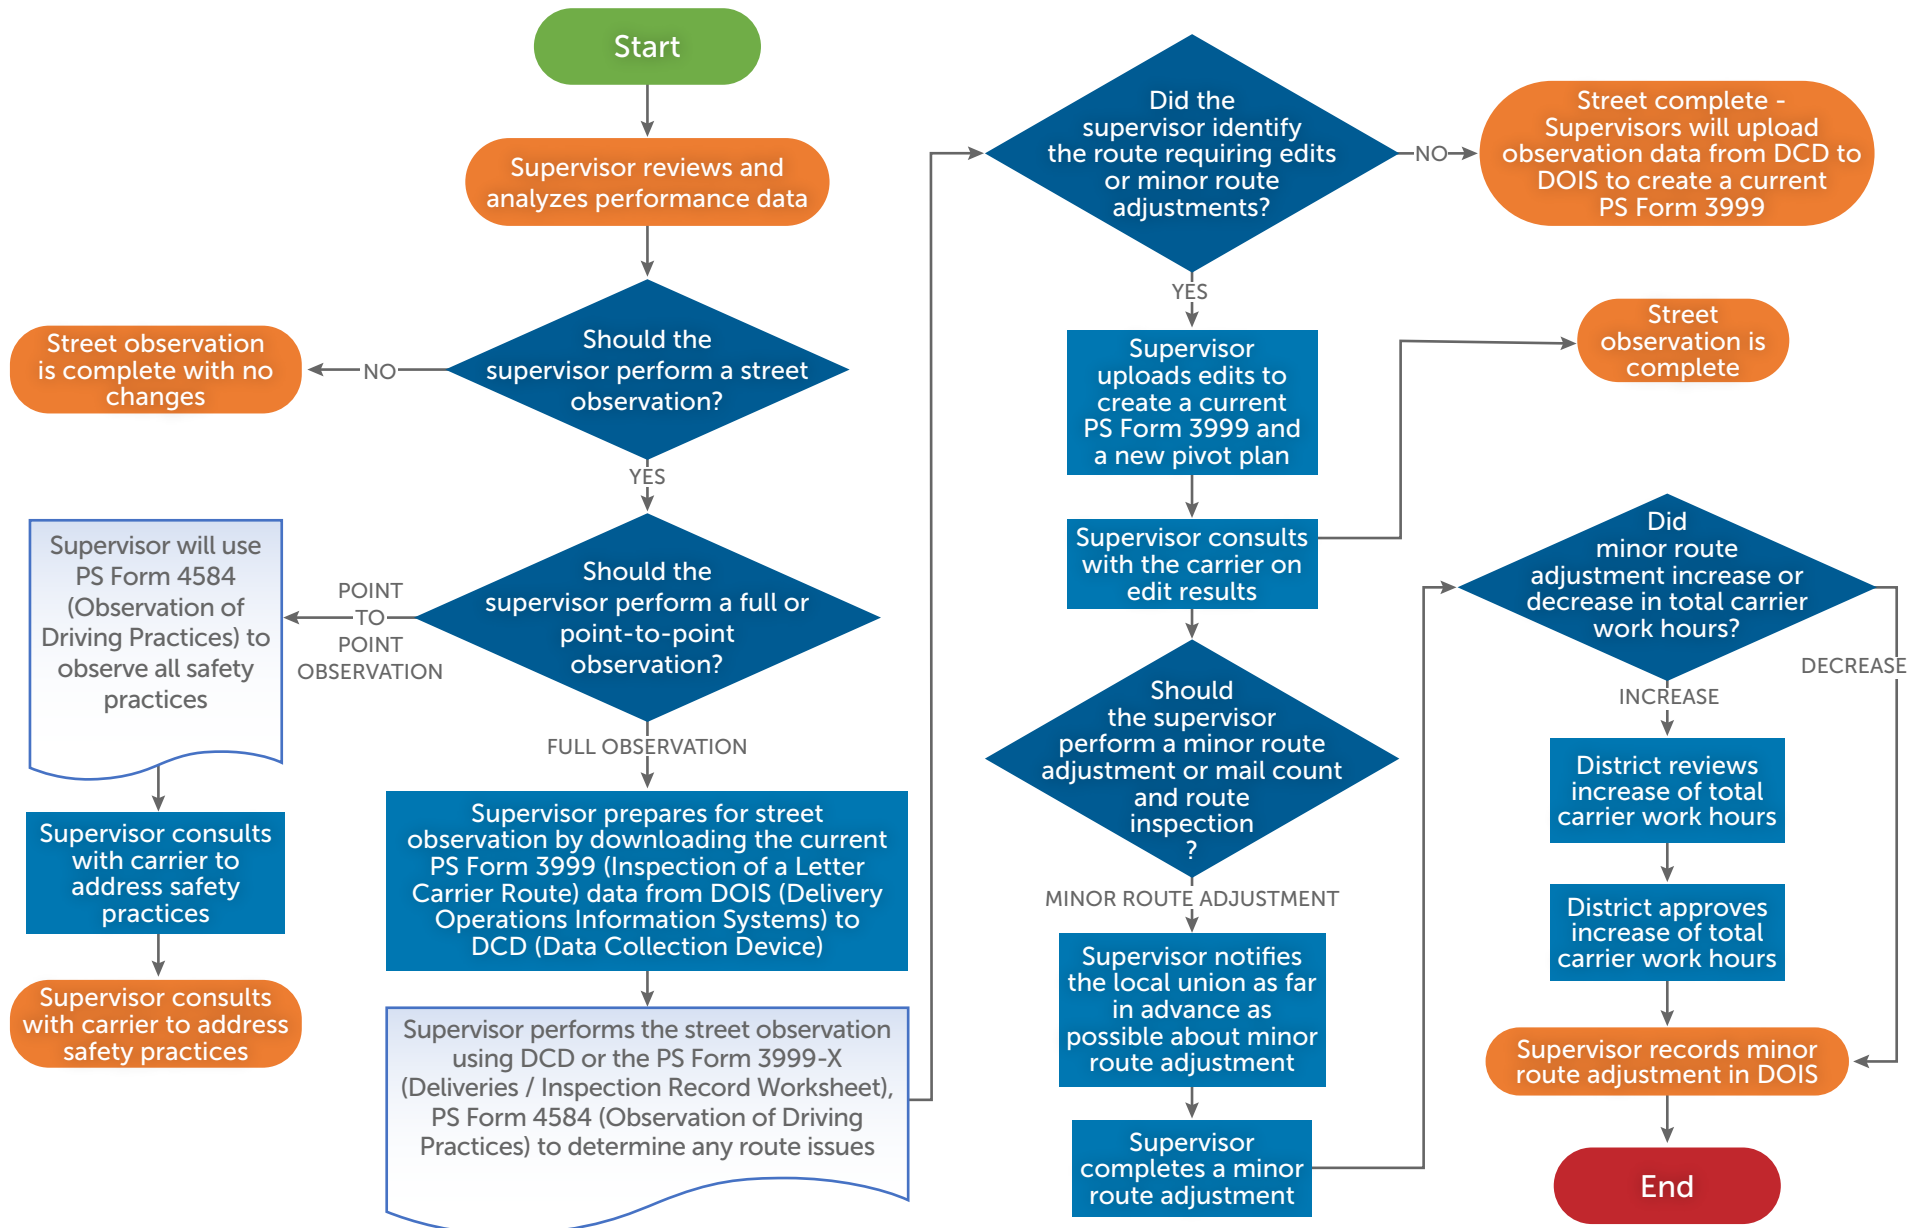 Start
Supervisor reviews and
analyzes performance data
Should the
supervisor perform a street
observation?
NO
Street observation
is complete with no
changes
YES
Should the
supervisor perform a full or
point-to-point
observation?
POINT
TO
POINT
OBSERVATION
Supervisor will use
PS Form 4584
(Observation of
Driving Practices) to
observe all safety
practices
Supervisor consults
with carrier to
address safety
practices
Supervisor consults
with carrier to address
safety practices
FULL OBSERVATION
Supervisor prepares for street
observation by downloading the current
PS Form 3999 (Inspection of a Letter
Carrier Route) data from DOIS (Delivery
Operations Information Systems) to
DCD (Data Collection Device)
Supervisor performs the street observation
using DCD or the PS Form 3999-X
(Deliveries / Inspection Record Worksheet),
PS Form 4584 (Observation of Driving
Practices) to determine any route issues
Did the
supervisor identify
the route requiring edits
or minor route
adjustments?
NO
Street complete -
Supervisors will upload
observation data from DCD to
DOIS to create a current
PS Form 3999
YES
Supervisor
uploads edits to
create a current
PS Form 3999 and
a new pivot plan
Supervisor consults
with the carrier on
edit results
Street
observation is
complete
Should
the supervisor
perform a minor route
adjustment or mail count
and route
inspection
?
MINOR ROUTE ADJUSTMENT
Supervisor notifies
the local union as far
in advance as
possible about minor
route adjustment
Supervisor
completes a minor
route adjustment
Did
minor route
adjustment increase or
decrease in total carrier
work hours?
DECREASE
INCREASE
District reviews
increase of total
carrier work hours
District approves
increase of total
carrier work hours
Supervisor records minor
route adjustment in DOIS
End